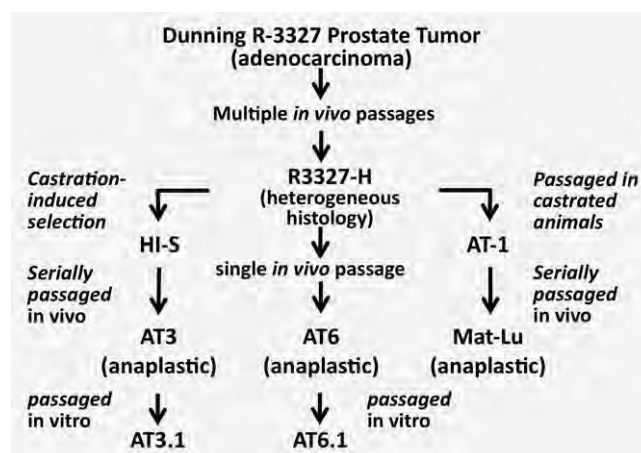 Dunning R-3327 Prostate Tumor
(adenocarcinoma)
Multiple in vivo passages
Castration-
induced
selection
R3327-H
(heterogeneous
histology)
Passaged in
castrated
animals
HI-S
AT-1
single in vivo passage
Serially
passaged
in vivo
Serially
passaged
in vivo
AT3
(anaplastic)
AT6
(anaplastic)
Mat-Lu
(anaplastic)
passaged
in vitro
passaged
in vitro
AT3.1
AT6.1